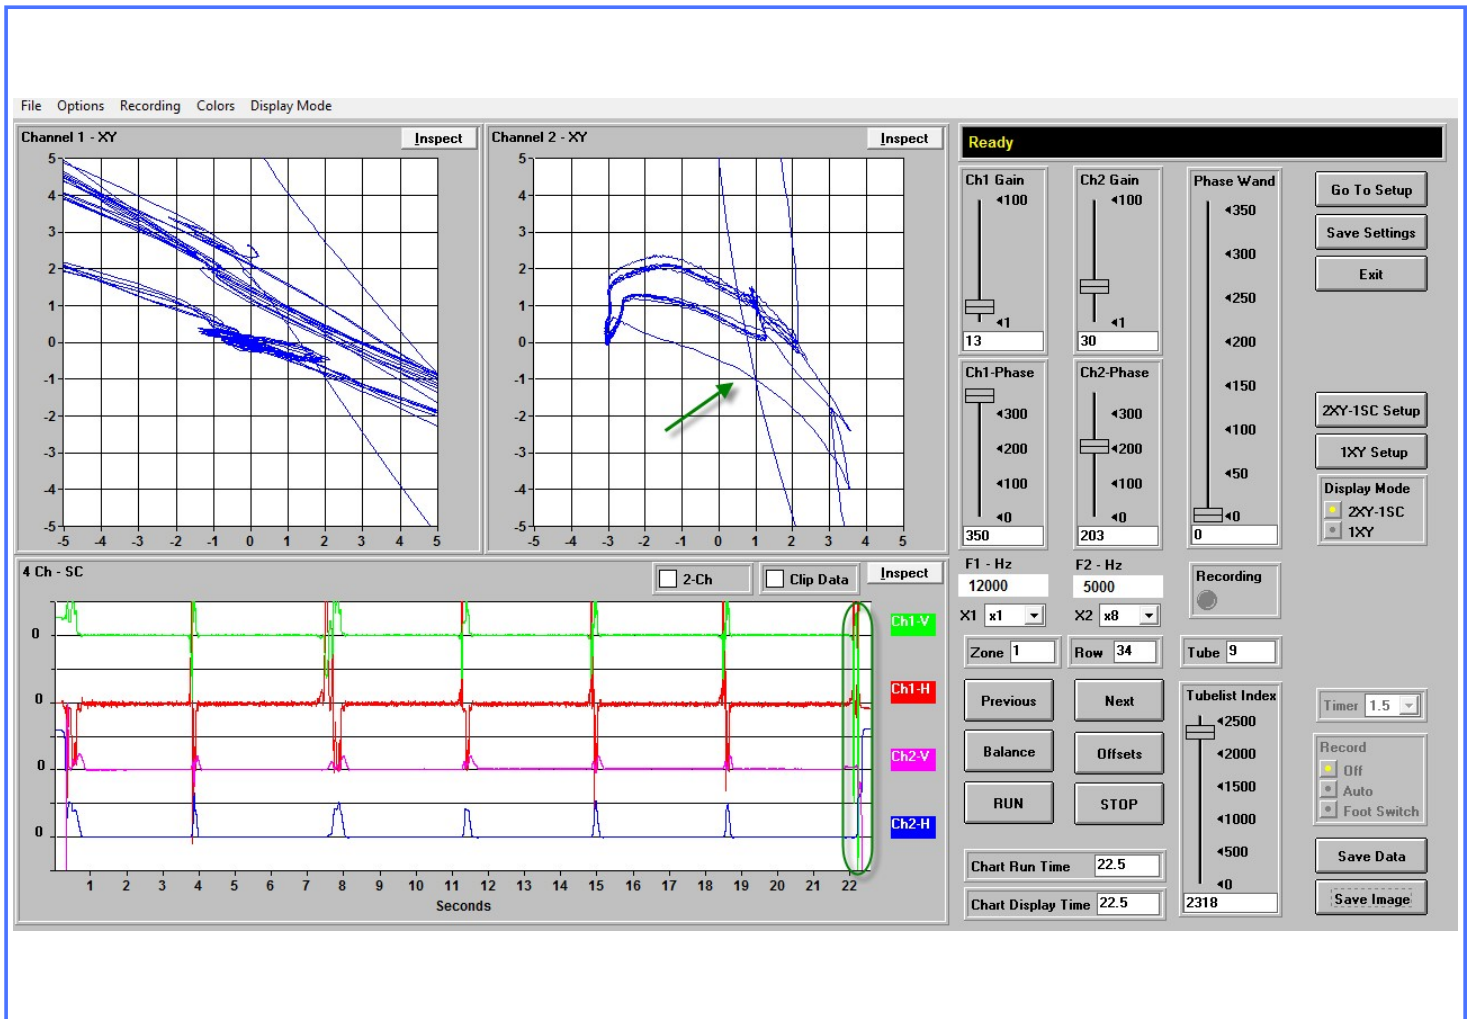 File Options Recording Colors Display Mode
Channel 1 - XY
Inspect
5
4
3
2
1
0
-1
-2
-3
-4
-5
-5 -4 -3 -2 -1 0 1 2 3 4 5
Channel 2 - XY
Inspect
5
4
3
2
1
0
-1
-2
-3
-4
-5
-5 -4 -3 -2 -1 0 1 2 3 4 5
4 Ch - SC
2-Ch
Clip Data
Inspect
0
0
0
0
Ch1-V
Ch1-H
Ch2-V
Ch2-H
1 2 3 4 5 6 7 8 9 10 11 12 13 14 15 16 17 18 19 20 21 22
Seconds
Ready
Ch1 Gain
100
1
13
Ch2 Gain
100
1
30
Phase Wand
350
300
250
200
150
100
50
0
0
Ch1-Phase
300
200
100
0
350
Ch2-Phase
300
200
100
0
203
Go To Setup
Save Settings
Exit
2XY-1SC Setup
1XY Setup
Display Mode
2XY-1SC
1XY
F1 - Hz
12000
F2 - Hz
5000
Recording
X1 x1
X2 x8
Zone 1
Row 34
Tube 9
Previous
Next
Balance
Offsets
RUN
STOP
Tubelist Index
2500
2000
1500
1000
500
0
2318
Timer 1.5
Record
Off
Auto
Foot Switch
Chart Run Time 22.5
Chart Display Time 22.5
Save Data
Save Image